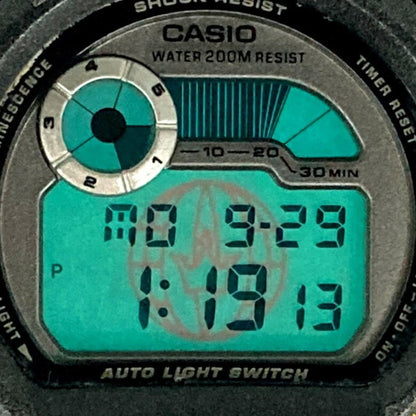 SHOCK RESIST
CASIO
WATER 200M RESIST
TIMER RESET
1 2 3 4 5
10 20 30 MIN
MO 9-29
P
1:19 13
AUTO LIGHT SWITCH
LIGHT
ON·OFF